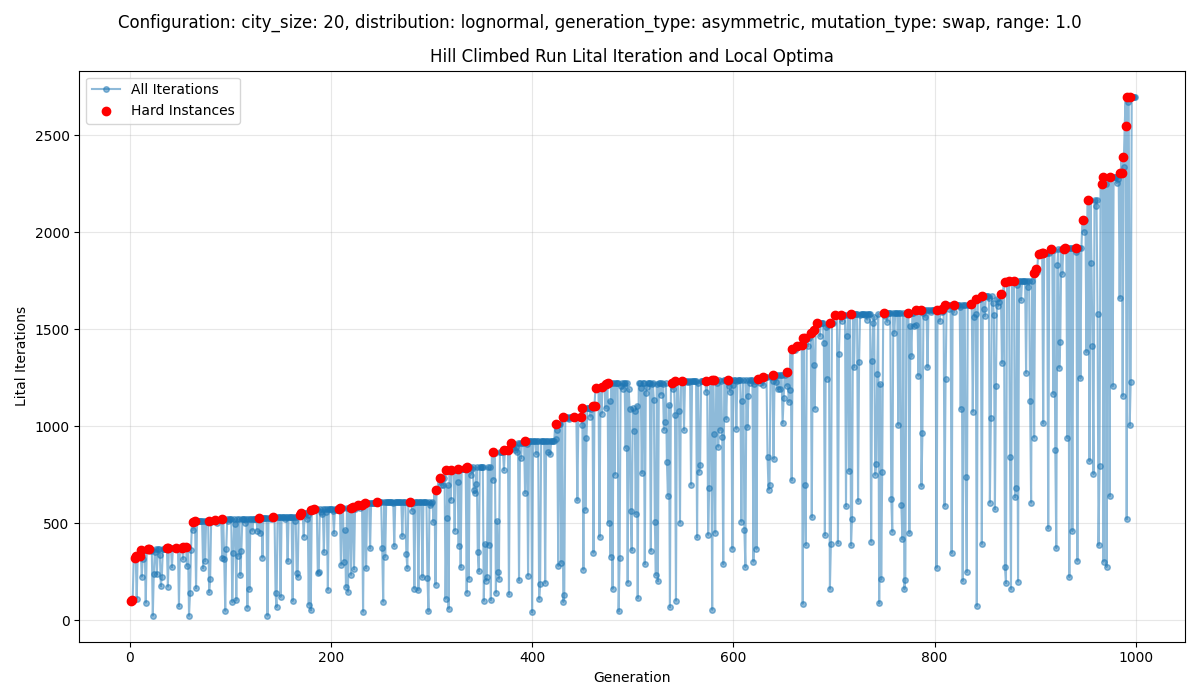 Configuration: city_size: 20, distribution: lognormal, generation_type: asymmetric, mutation_type: swap, range: 1.0
Hill Climbed Run Lital Iteration and Local Optima
All Iterations
Hard Instances
2500
2000
1500
1000
500
0
Lital Iterations
0 200 400 600 800 1000
Generation